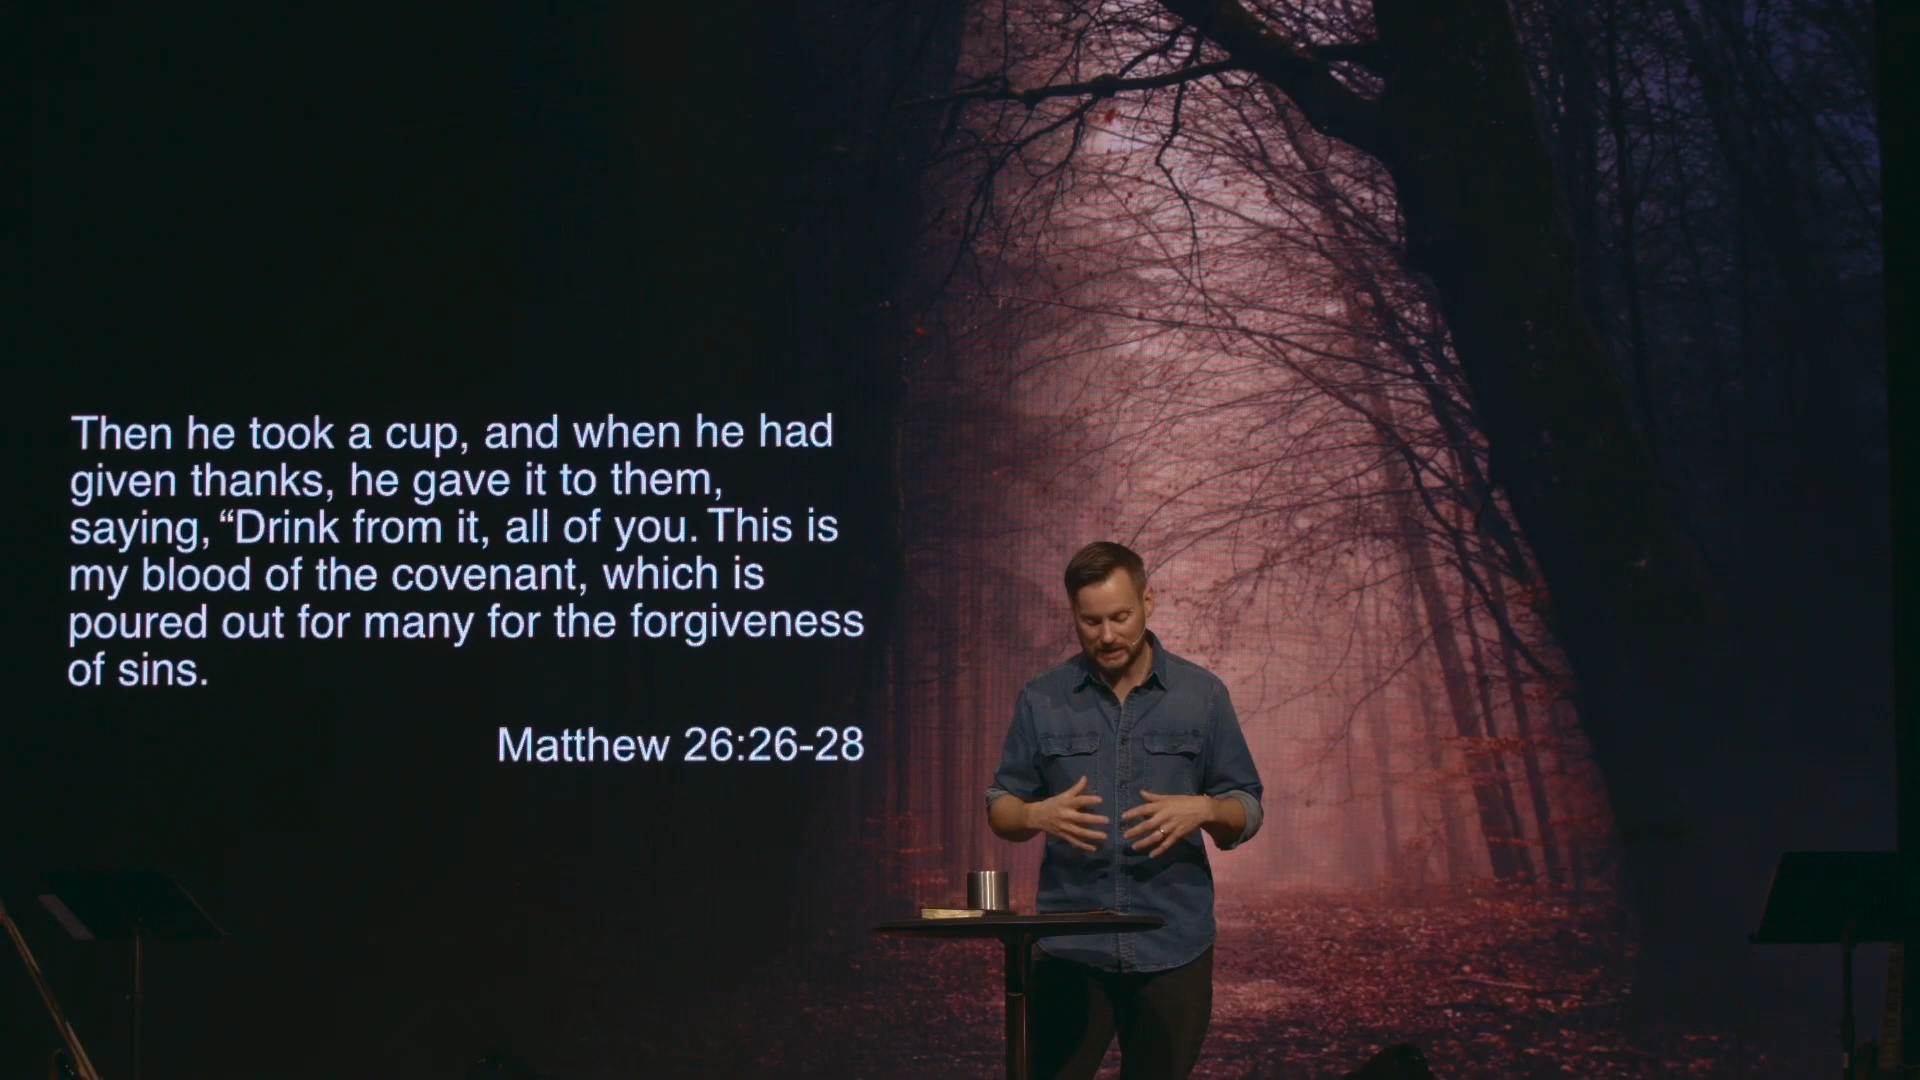 Then he took a cup, and when he had
given thanks, he gave it to them,
saying, “Drink from it, all of you. This is
my blood of the covenant, which is
poured out for many for the forgiveness
of sins.
Matthew 26:26-28